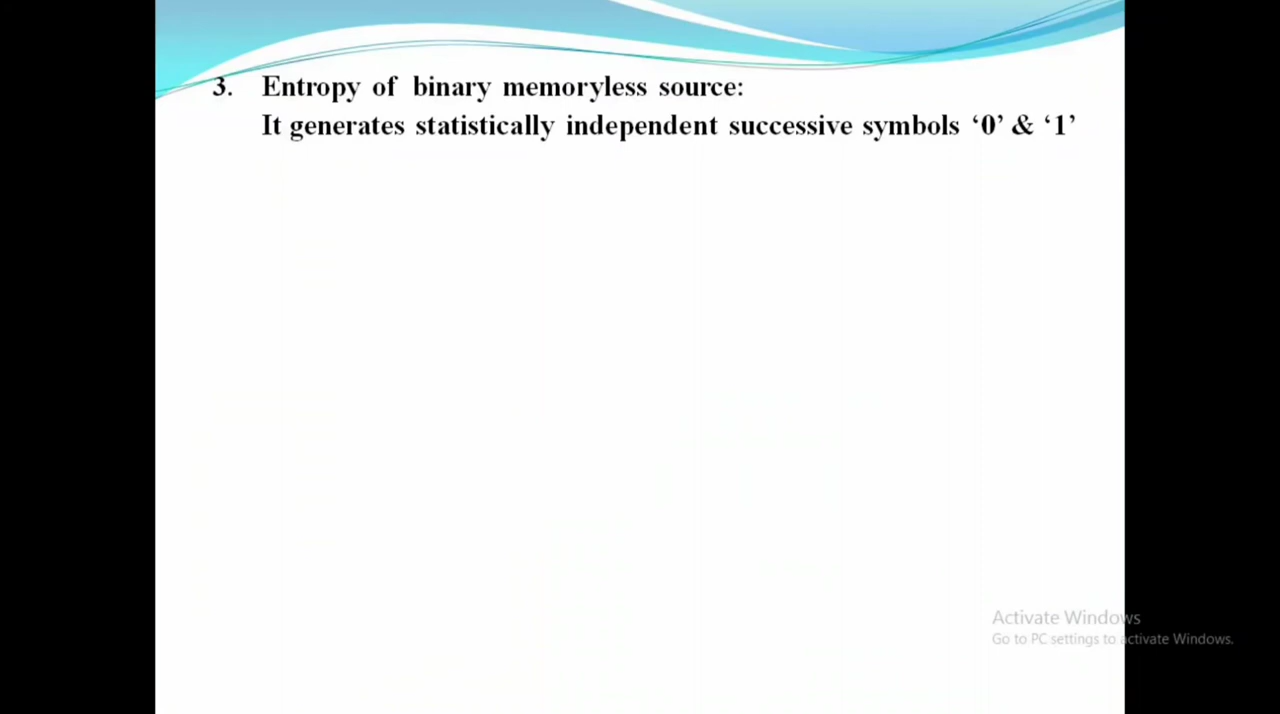 3. Entropy of binary memoryless source:
It generates statistically independent successive symbols ‘0’ & ‘1’
Activate Windows
Go to PC settings to activate Windows.